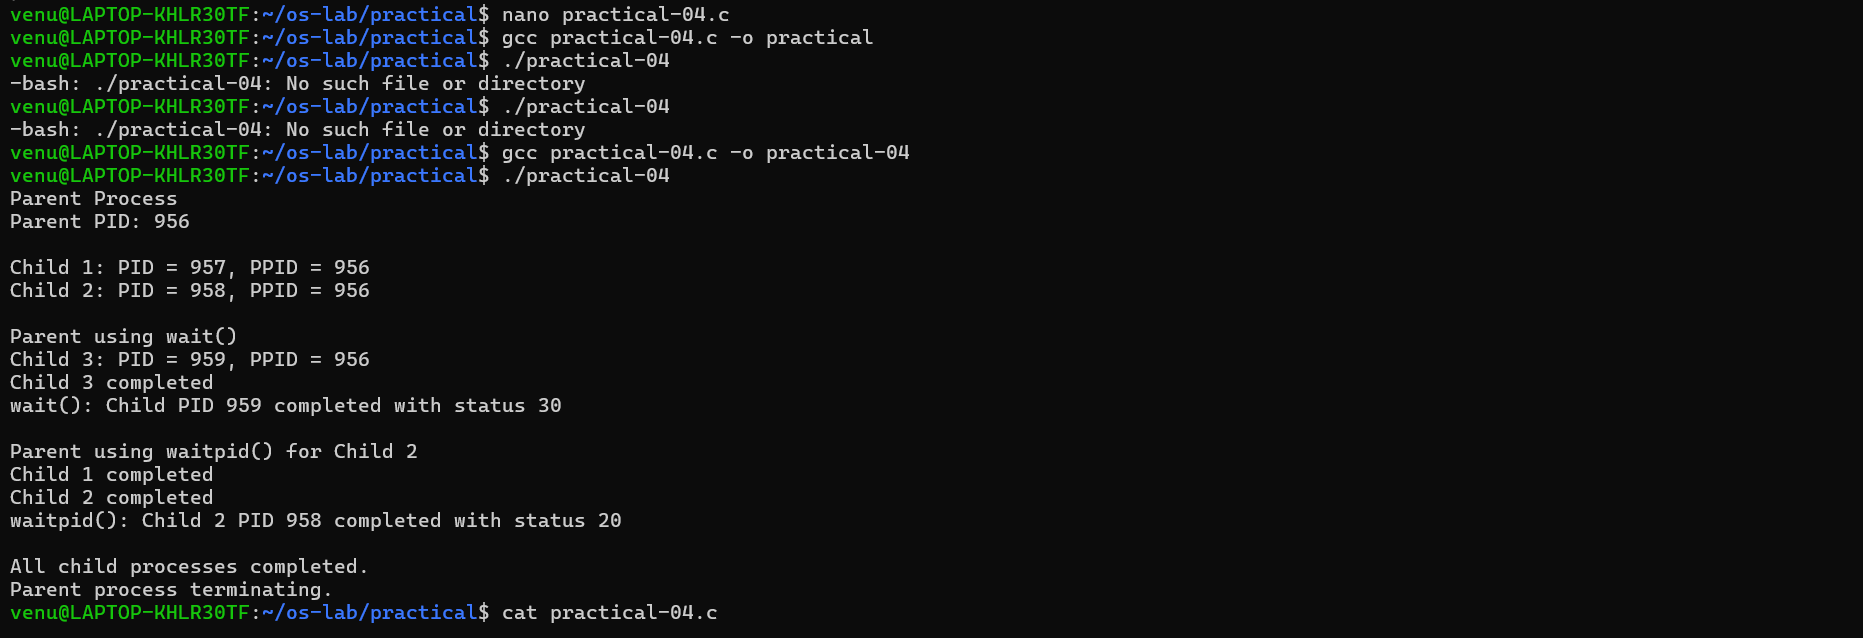 venu@LAPTOP-KHLR30TF:~/os-lab/practical$ nano practical-04.c
venu@LAPTOP-KHLR30TF:~/os-lab/practical$ gcc practical-04.c -o practical
venu@LAPTOP-KHLR30TF:~/os-lab/practical$ ./practical-04
-bash: ./practical-04: No such file or directory
venu@LAPTOP-KHLR30TF:~/os-lab/practical$ ./practical-04
-bash: ./practical-04: No such file or directory
venu@LAPTOP-KHLR30TF:~/os-lab/practical$ gcc practical-04.c -o practical-04
venu@LAPTOP-KHLR30TF:~/os-lab/practical$ ./practical-04
Parent Process
Parent PID: 956

Child 1: PID = 957, PPID = 956
Child 2: PID = 958, PPID = 956

Parent using wait()
Child 3: PID = 959, PPID = 956
Child 3 completed
wait(): Child PID 959 completed with status 30

Parent using waitpid() for Child 2
Child 1 completed
Child 2 completed
waitpid(): Child 2 PID 958 completed with status 20

All child processes completed.
Parent process terminating.
venu@LAPTOP-KHLR30TF:~/os-lab/practical$ cat practical-04.c